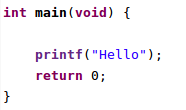 int main(void) {
printf("Hello");
return 0;
}